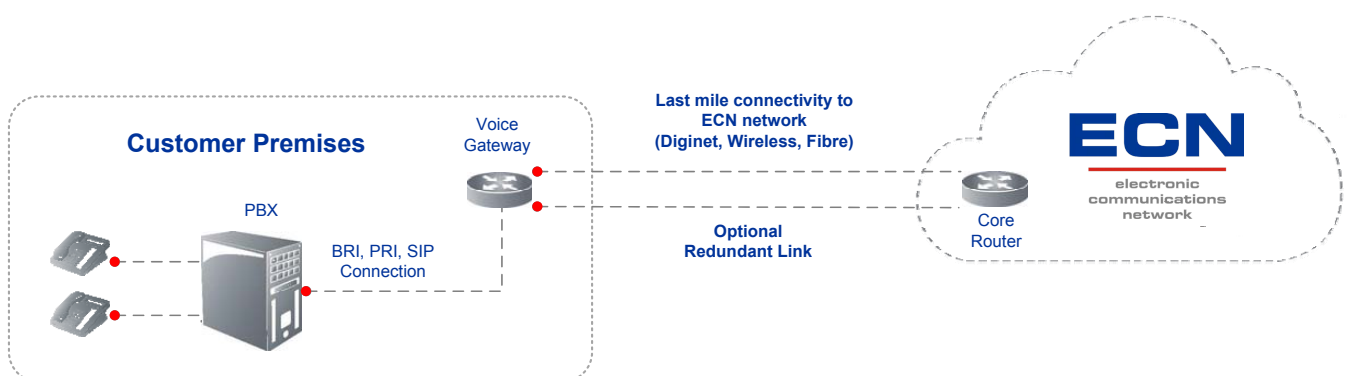 Customer Premises
Voice
Gateway
PBX
BRI, PRI, SIP
Connection
Last mile connectivity to
ECN network
(Diginet, Wireless, Fibre)
Optional
Redundant Link
Core
Router
ECN
electronic
communications
network